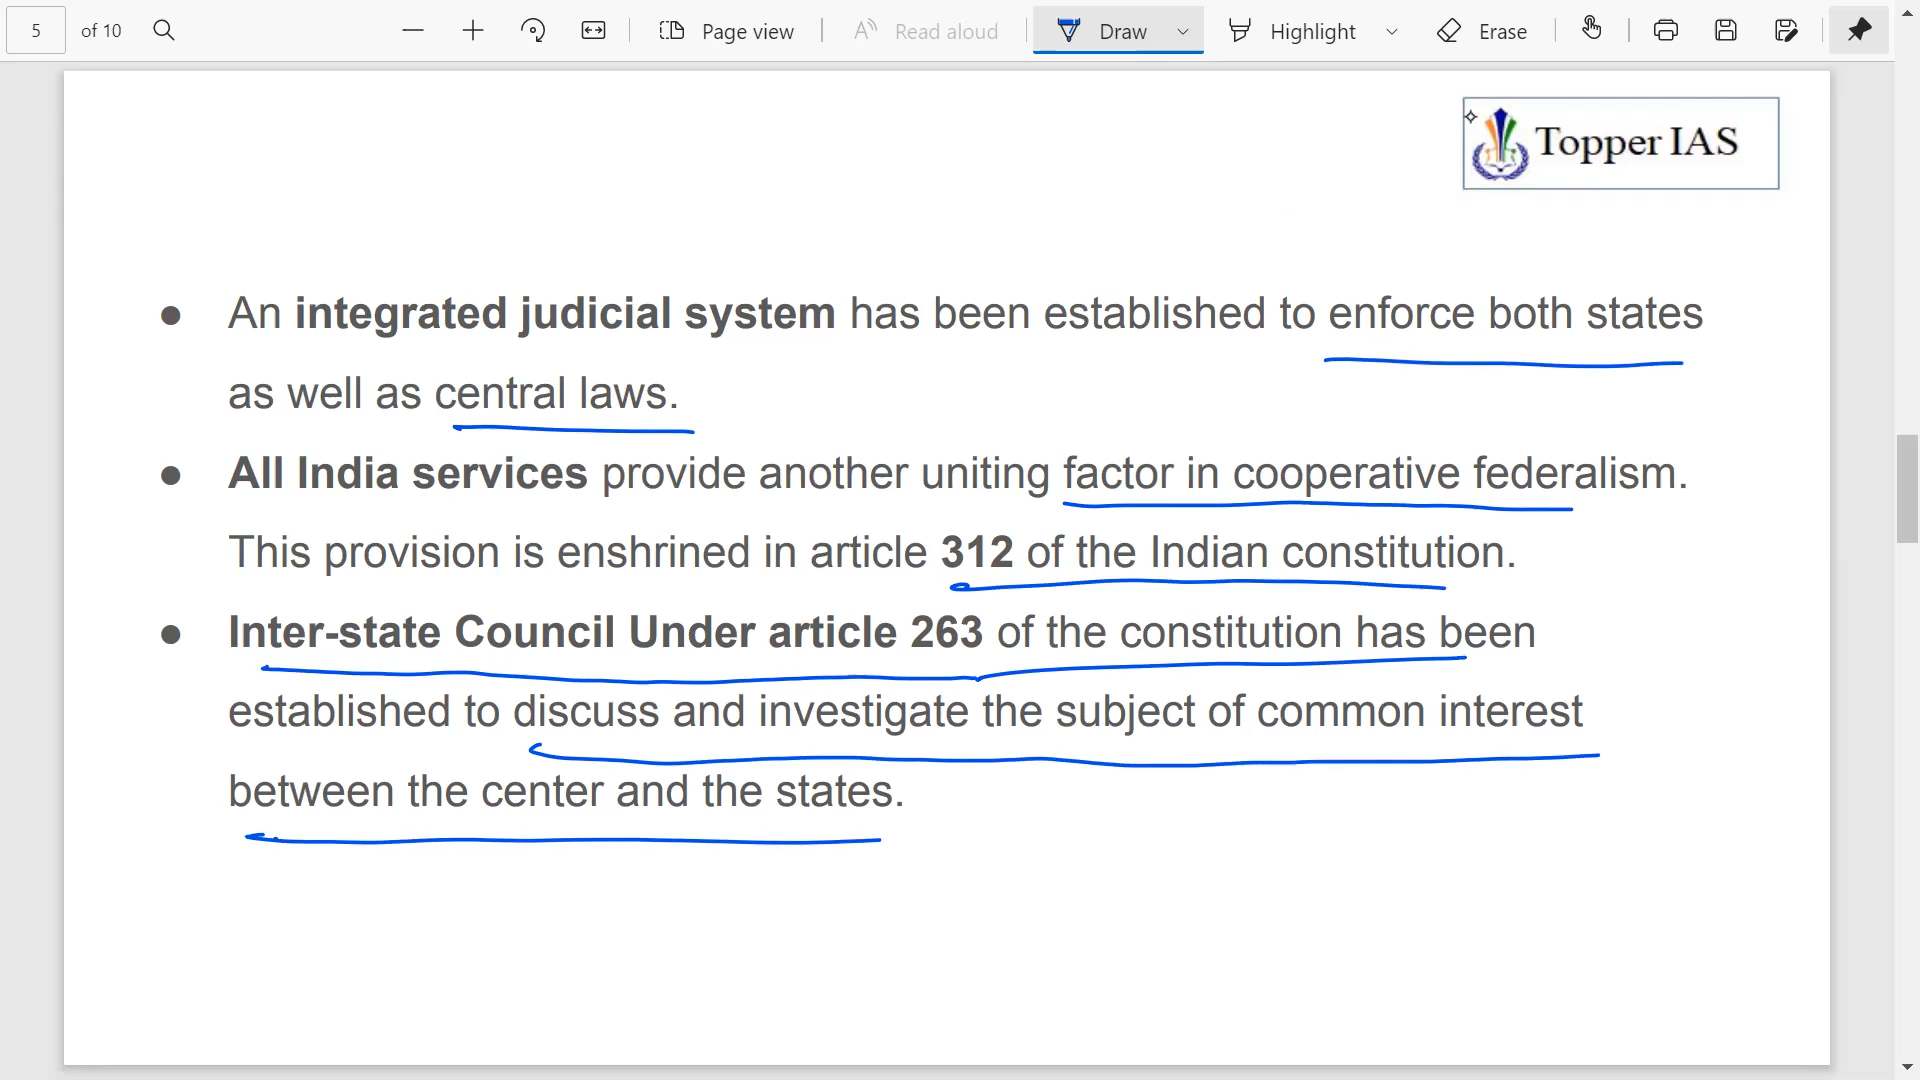 5 of 10 Page view Read aloud Draw Highlight Erase
Topper IAS
● An integrated judicial system has been established to enforce both states
as well as central laws.
● All India services provide another uniting factor in cooperative federalism.
This provision is enshrined in article 312 of the Indian constitution.
● Inter-state Council Under article 263 of the constitution has been
established to discuss and investigate the subject of common interest
between the center and the states.